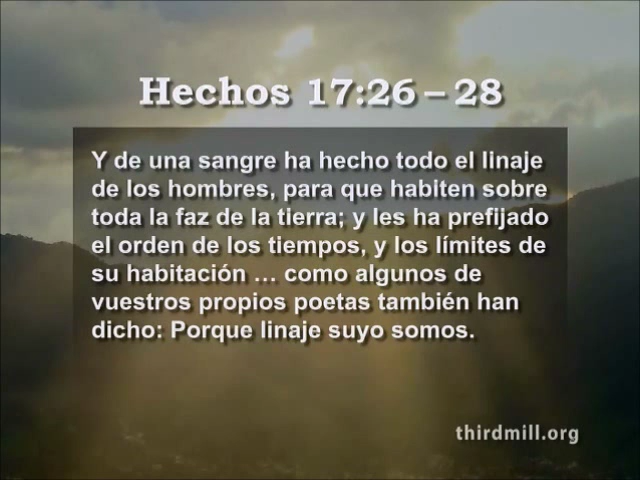 Hechos 17:26 – 28
Y de una sangre ha hecho todo el linaje
de los hombres, para que habiten sobre
toda la faz de la tierra; y les ha prefijado
el orden de los tiempos, y los límites de
su habitación … como algunos de
vuestros propios poetas también han
dicho: Porque linaje suyo somos.
thirdmill.org